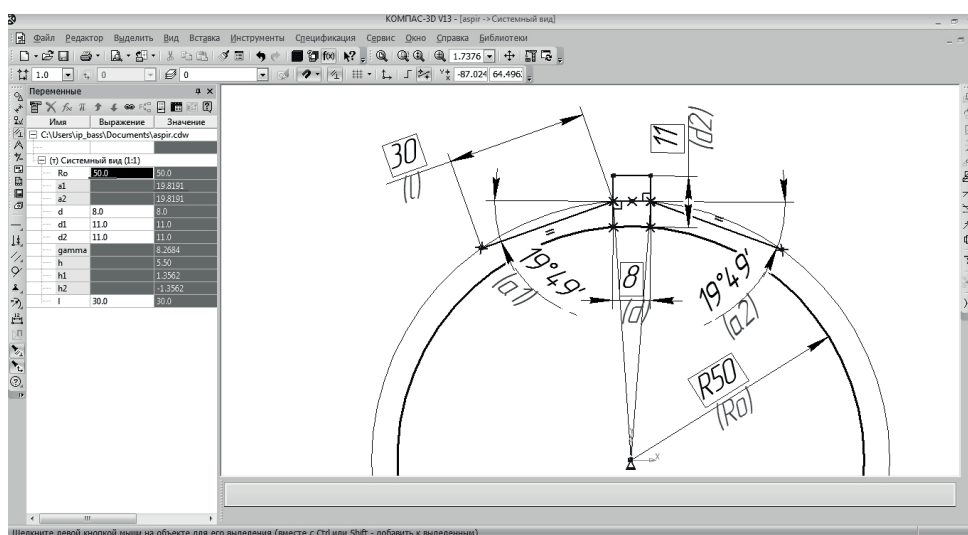 КОМПАС-3D V13 - [aspir ->Системный вид]
Файл Редактор Выделить Вид Вставка Инструменты Спецификация Сервис Окно Справка Библиотеки
1.7376
1.0 0 0 -87.024 64.496
Переменные
Имя Выражение Значение
C:\Users\ip_bass\Documents\aspir.cdw
(т) Системный вид (1:1)
Ro 50.0 50.0
a1 19.8191
a2 19.8191
d 8.0 8.0
d1 11.0 11.0
d2 11.0 11.0
gamma 8.2684
h 5.50
h1 1.3562
h2 -1.3562
l 30.0 30.0
30
(l)
11
(d2)
19°49'
(a1)
8
(d)
19°49'
(a2)
R50
(Ro)
X
Щелкните левой кнопкой мыши на объекте для его выделения (вместе с Ctrl или Shift - добавить к выделенным)